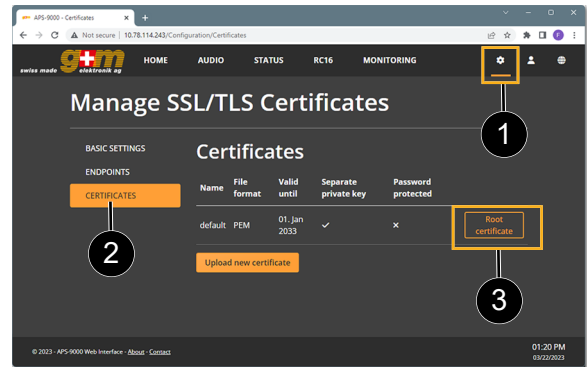 APS-9000 - Certificates
Not secure | 10.78.114.243/Configuration/Certificates
swiss made g+m elektronik ag
HOME AUDIO STATUS RC16 MONITORING
1
Manage SSL/TLS Certificates
BASIC SETTINGS
ENDPOINTS
CERTIFICATES
2
Certificates
Name File format Valid until Separate private key Password protected
default PEM 01. Jan 2033 ✓ ✕ Root certificate
Upload new certificate
3
© 2023 - APS-9000 Web Interface - About - Contact
01:20 PM
03/22/2023